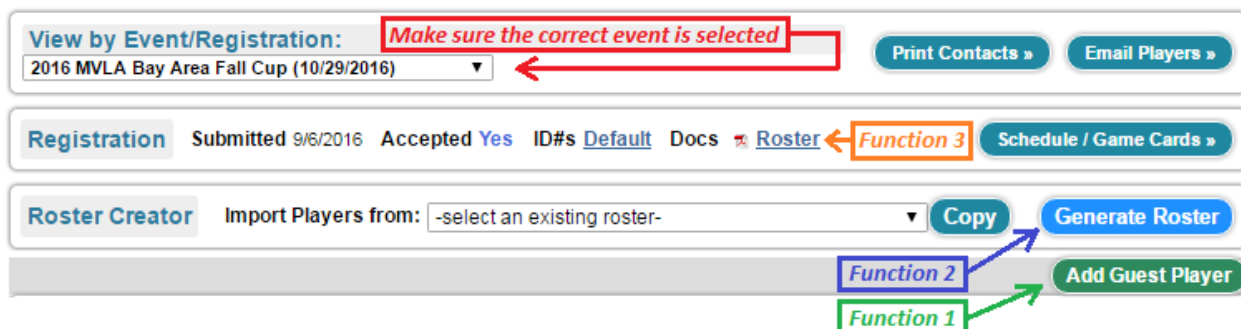 View by Event/Registration:
Make sure the correct event is selected
2016 MVLA Bay Area Fall Cup (10/29/2016)
Print Contacts »
Email Players »
Registration Submitted 9/6/2016 Accepted Yes ID#s Default Docs Roster
Function 3
Schedule / Game Cards »
Roster Creator Import Players from: -select an existing roster-
Copy
Generate Roster
Function 2
Add Guest Player
Function 1